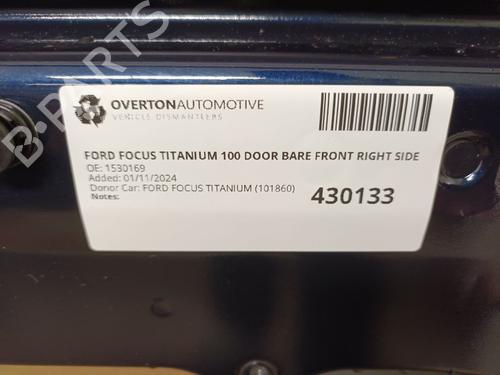 B-PARTS
OVERTONAUTOMOTIVE
VEHICLE DISMANTLERS
FORD FOCUS TITANIUM 100 DOOR BARE FRONT RIGHT SIDE
OE: 1530169
Added: 01/11/2024
Donor Car: FORD FOCUS TITANIUM (101860)
Notes:
430133